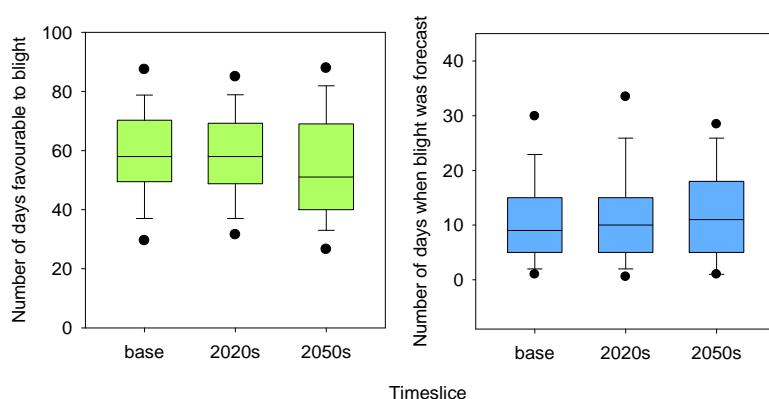 Number of days favourable to blight
100
80
60
40
20
0
base
2020s
2050s
Number of days when blight was forecast
40
30
20
10
0
base
2020s
2050s
Timeslice